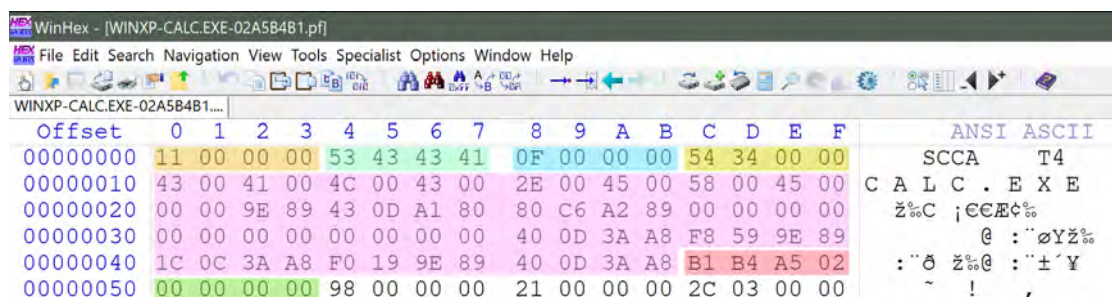 WinHex - [WINXP-CALC.EXE-02A5B4B1.pf]
File Edit Search Navigation View Tools Specialist Options Window Help
WINXP-CALC.EXE-02A5B4B1....
Offset 0 1 2 3 4 5 6 7 8 9 A B C D E F ANSI ASCII
00000000 11 00 00 00 53 43 43 41 0F 00 00 00 54 34 00 00 SCCA T4
00000010 43 00 41 00 4C 00 43 00 2E 00 45 00 58 00 45 00 C A L C . E X E
00000020 00 00 9E 89 43 0D A1 80 80 C6 A2 89 00 00 00 00 ž‰C ¡€€Æ¢‰
00000030 00 00 00 00 00 00 00 00 40 0D 3A A8 F8 59 9E 89 @ :¨øYž‰
00000040 1C 0C 3A A8 F0 19 9E 89 40 0D 3A A8 B1 B4 A5 02 :¨ð ž‰@ :¨±´¥
00000050 00 00 00 00 98 00 00 00 21 00 00 00 2C 03 00 00 ˜ ! ,